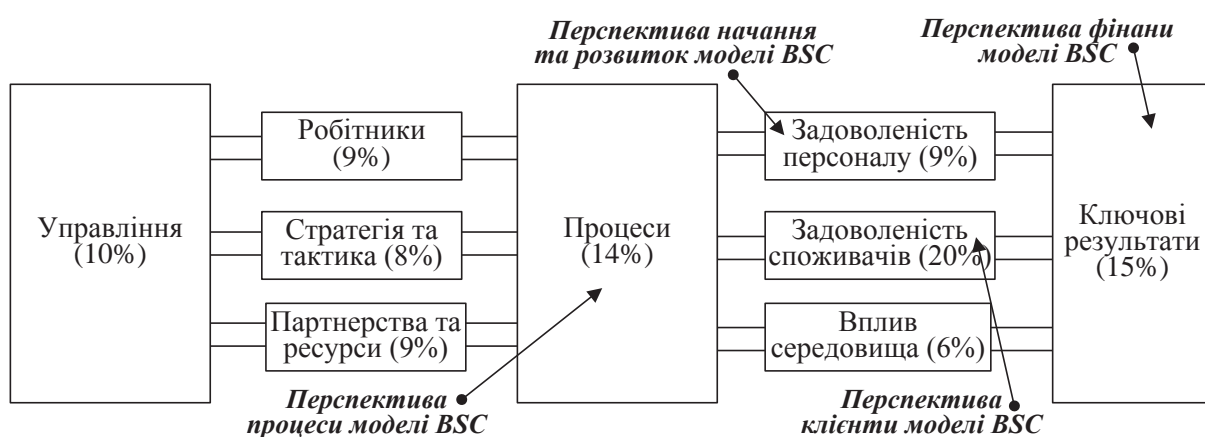 Перспектива начання
та розвиток моделі BSC
Перспектива фінани
моделі BSC
Управління
(10%)
Робітники
(9%)
Стратегія та
тактика (8%)
Партнерства та
ресурси (9%)
Процеси
(14%)
Задоволеність
персоналу (9%)
Задоволеність
споживачів (20%)
Вплив
середовища (6%)
Ключові
результати
(15%)
Перспектива
процеси моделі BSC
Перспектива
клієнти моделі BSC